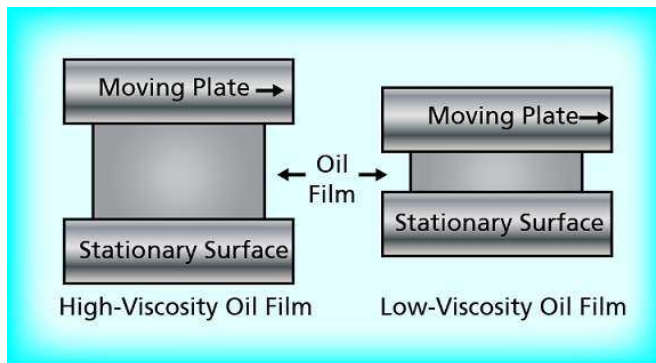 Moving Plate
Stationary Surface
High-Viscosity Oil Film
Oil
Film
Moving Plate
Stationary Surface
Low-Viscosity Oil Film